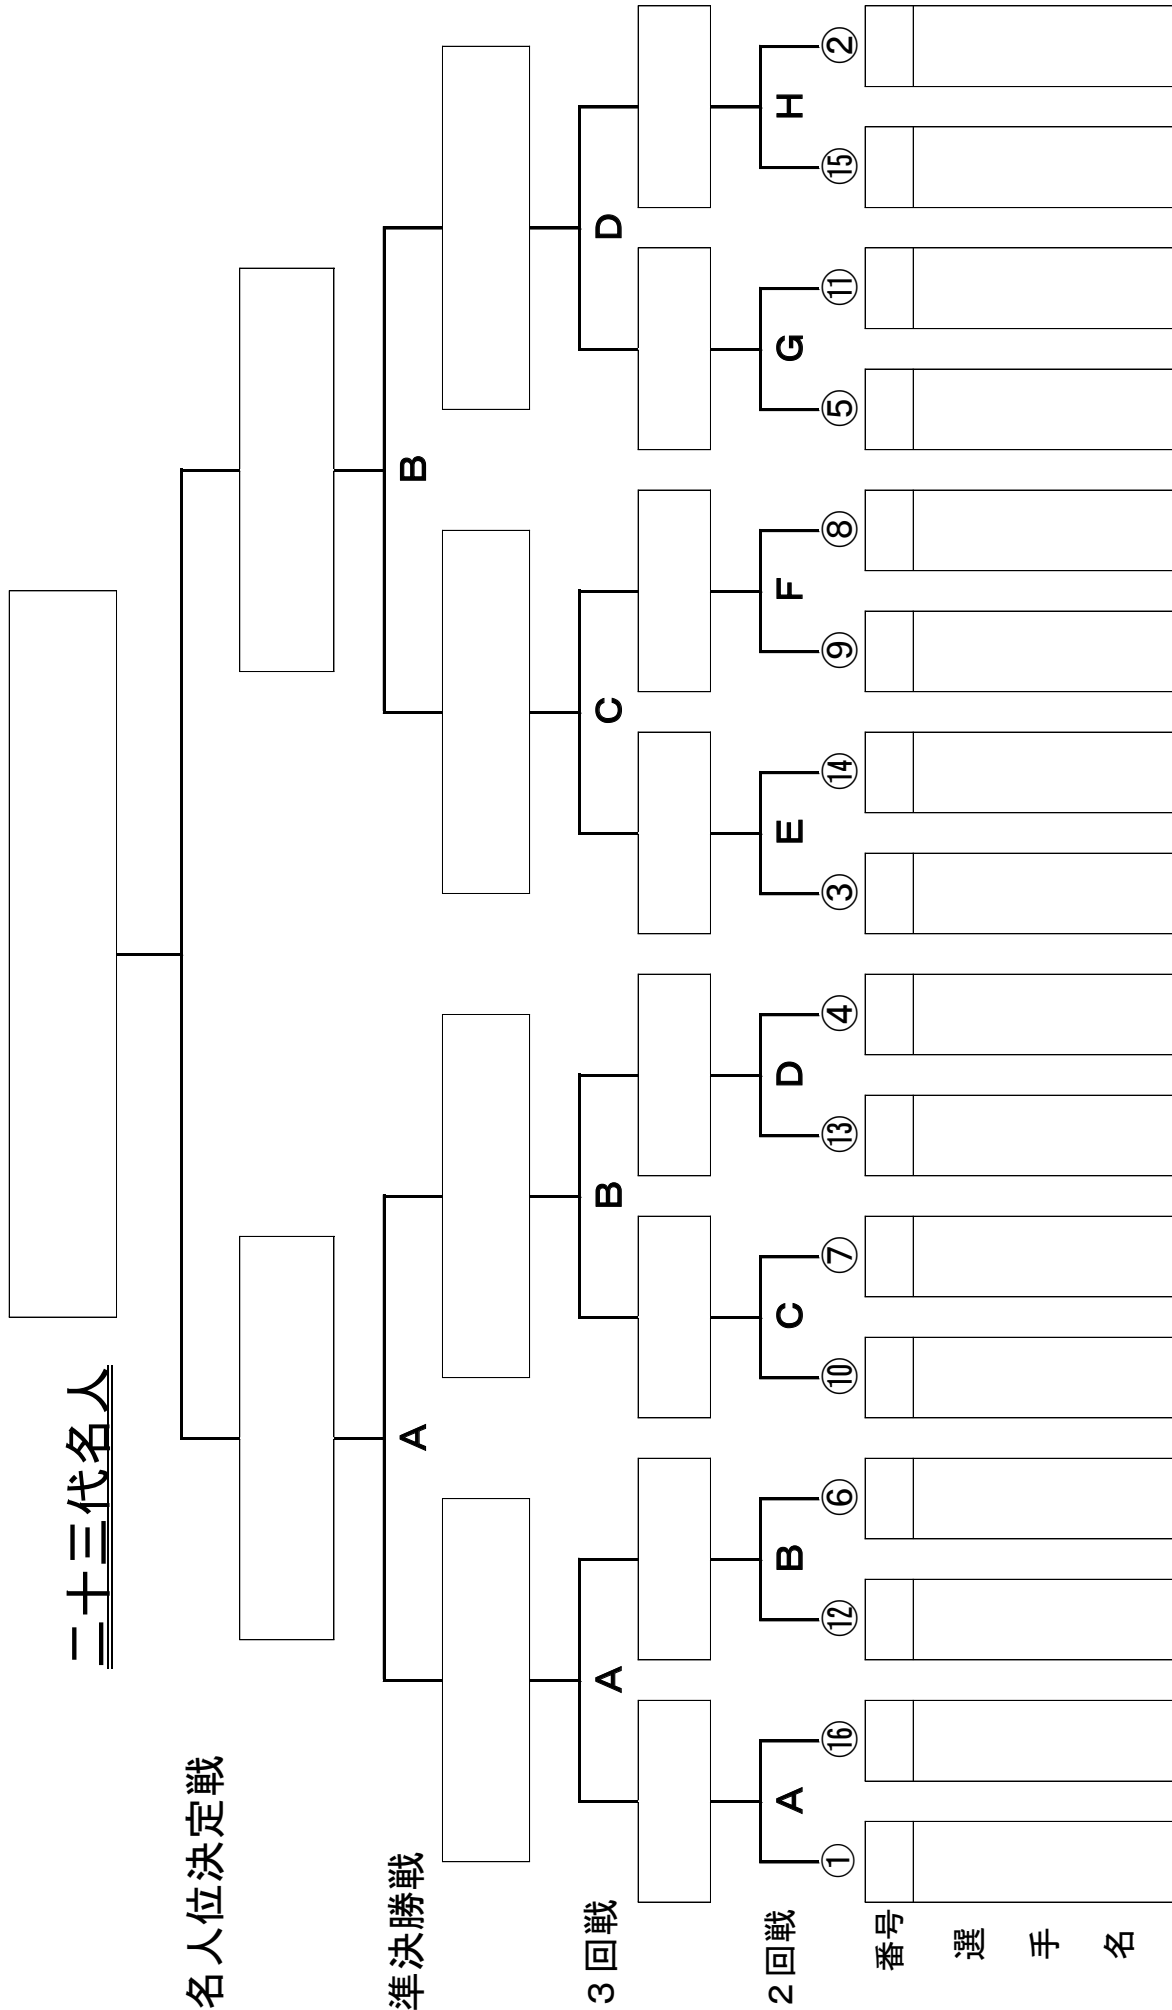 二十三代名人
名人位決定戦
準決勝戦
A B
3回戦
A B C D
2回戦
A B C D E F G H
① ⑯ ⑫ ⑥ ⑩ ⑦ ⑬ ④ ③ ⑭ ⑨ ⑧ ⑤ ⑪ ⑮ ②
番号
選手名